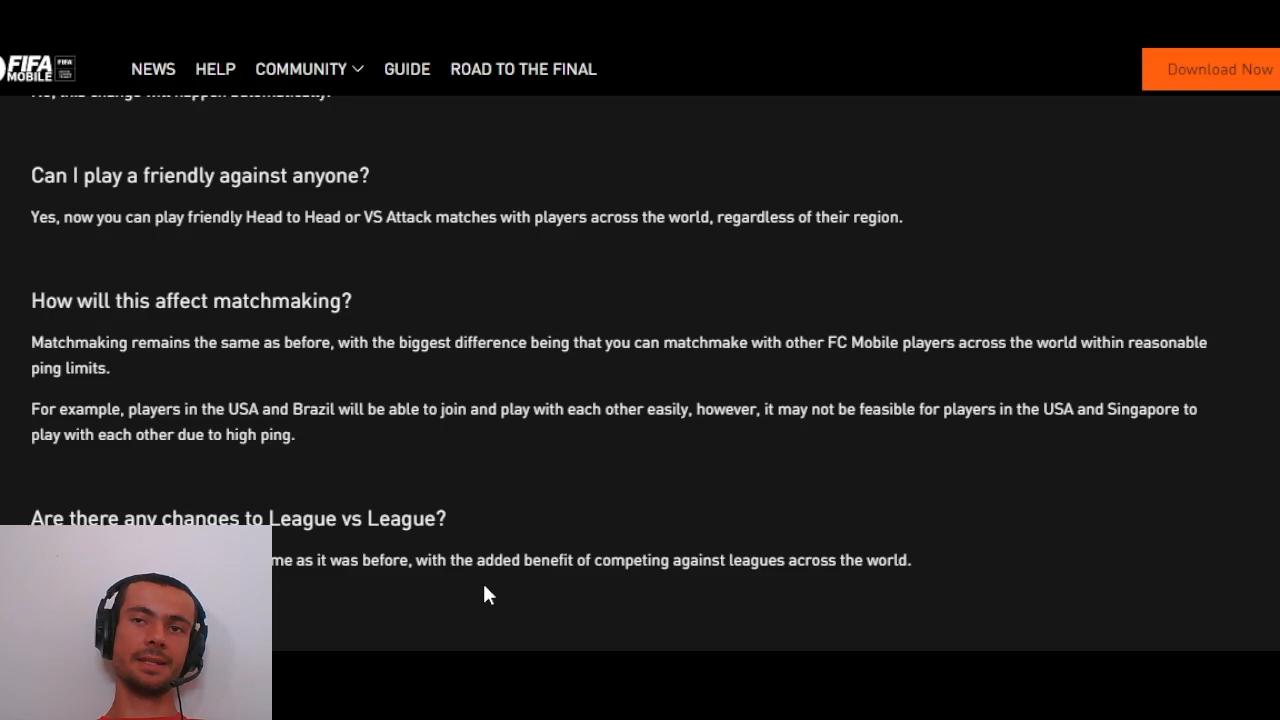 FIFA
MOBILE
FIFA
NEWS HELP COMMUNITY GUIDE ROAD TO THE FINAL
Download Now
No, this change will happen automatically.
Can I play a friendly against anyone?
Yes, now you can play friendly Head to Head or VS Attack matches with players across the world, regardless of their region.
How will this affect matchmaking?
Matchmaking remains the same as before, with the biggest difference being that you can matchmake with other FC Mobile players across the world within reasonable
ping limits.
For example, players in the USA and Brazil will be able to join and play with each other easily, however, it may not be feasible for players in the USA and Singapore to
play with each other due to high ping.
Are there any changes to League vs League?
me as it was before, with the added benefit of competing against leagues across the world.